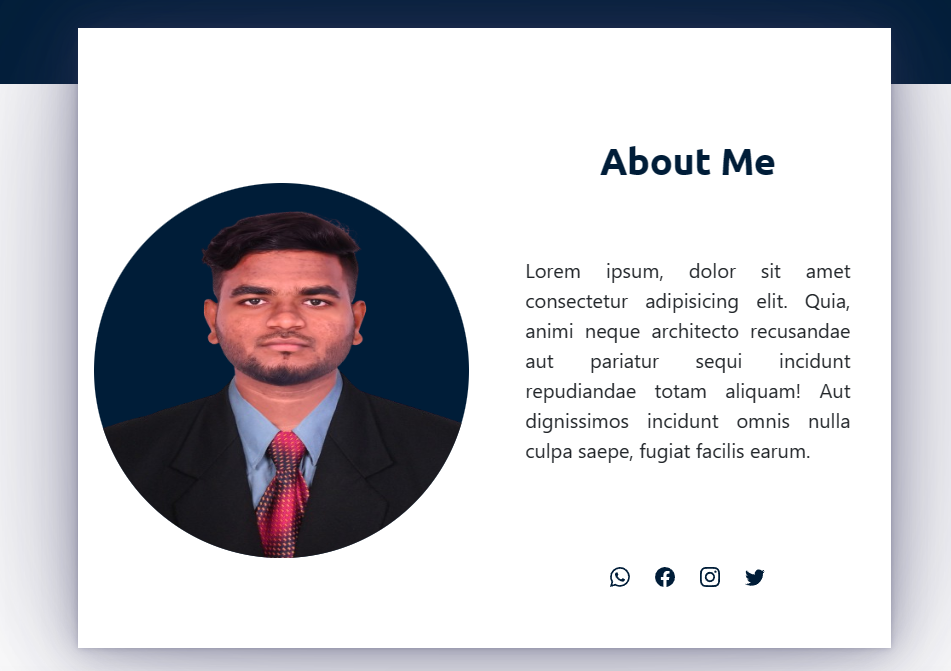 About Me
Lorem ipsum, dolor sit amet
consectetur adipisicing elit. Quia,
animi neque architecto recusandae
aut pariatur sequi incidunt
repudiandae totam aliquam! Aut
dignissimos incidunt omnis nulla
culpa saepe, fugiat facilis earum.